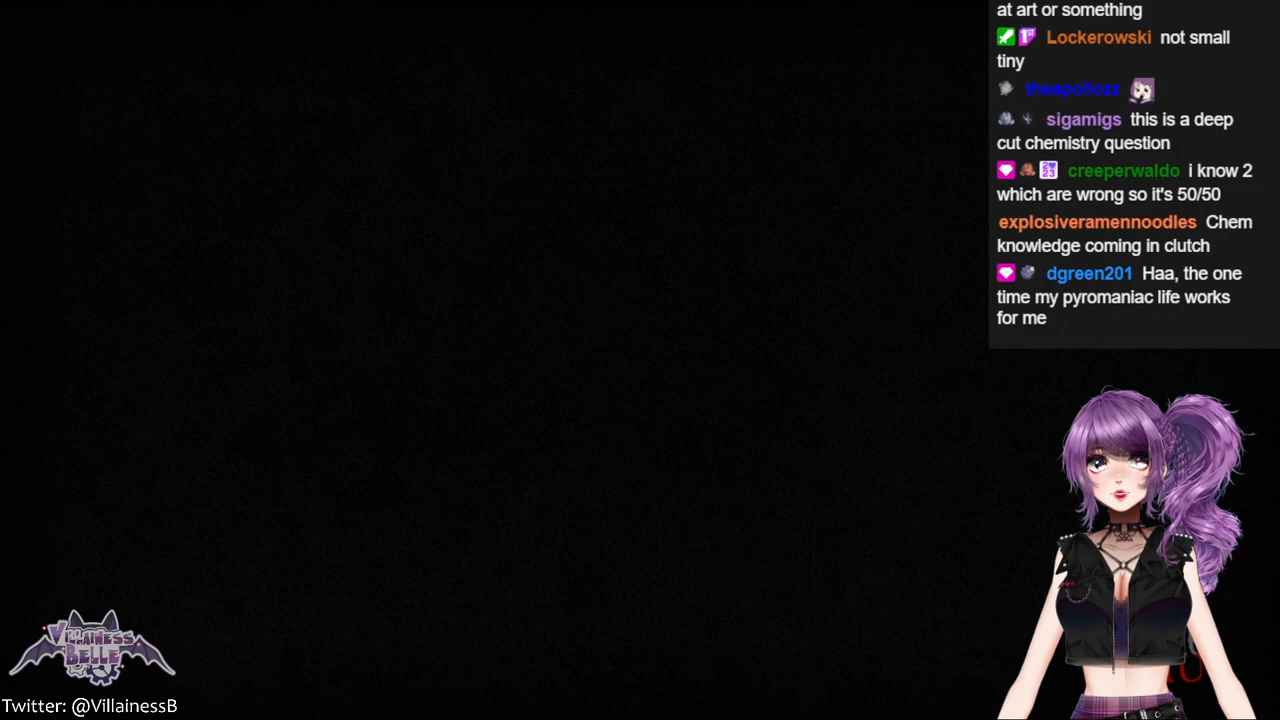 at art or something
Lockerowski not small
tiny
theapollozz
sigamigs this is a deep
cut chemistry question
creeperwaldo i know 2
which are wrong so it's 50/50
explosiveramennoodles Chem
knowledge coming in clutch
dgreen201 Haa, the one
time my pyromaniac life works
for me
VILLAINESS
BELLE
Twitter: @VillainessB